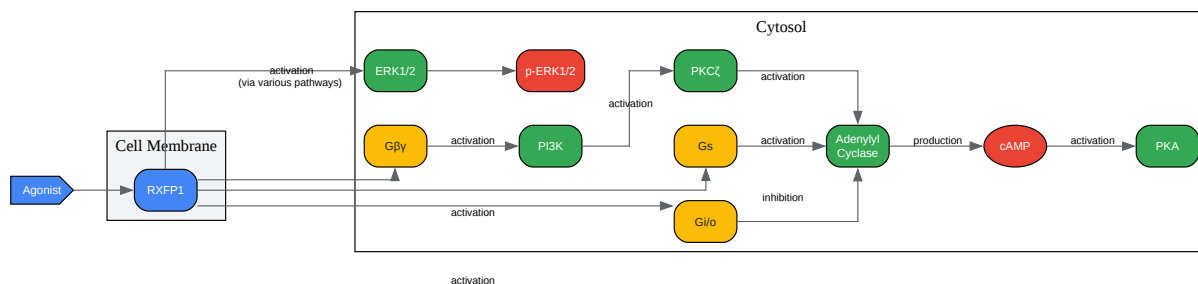 Cytosol
ERK1/2
p-ERK1/2
PKCζ
activation
(via various pathways)
activation
activation
Cell Membrane
Gβγ
activation
PI3K
Gs
activation
Adenylyl
Cyclase
production
cAMP
activation
PKA
Agonist
RXFP1
activation
Gi/o
inhibition
activation